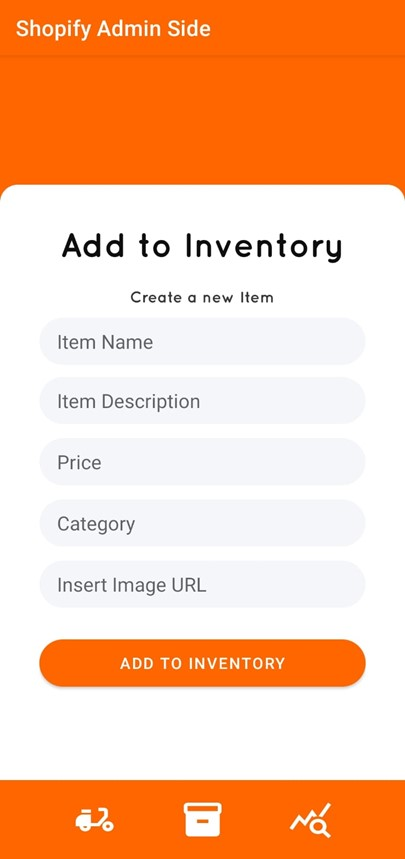 Shopify Admin Side
Add to Inventory
Create a new Item
Item Name
Item Description
Price
Category
Insert Image URL
ADD TO INVENTORY